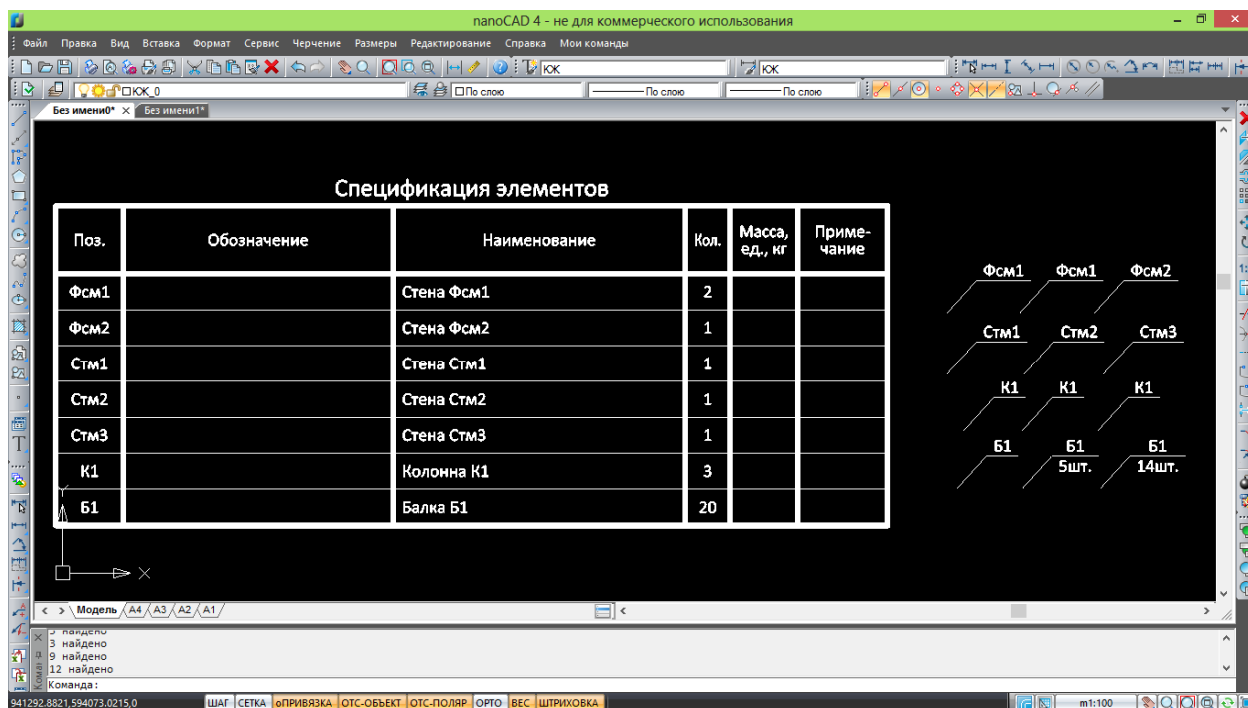 nanoCAD 4 - не для коммерческого использования
Файл Правка Вид Вставка Формат Сервис Черчение Размеры Редактирование Справка Мои команды
КЖ КЖ
КЖ_0 По слою По слою По слою
Без имени0* Без имени1*
Спецификация элементов
Поз. Обозначение Наименование Кол. Масса, ед., кг Приме-чание
Фсм1 Стена Фсм1 2
Фсм2 Стена Фсм2 1
Стм1 Стена Стм1 1
Стм2 Стена Стм2 1
Стм3 Стена Стм3 1
К1 Колонна К1 3
Б1 Балка Б1 20
Фсм1 Фсм1 Фсм2
Стм1 Стм2 Стм3
К1 К1 К1
Б1 Б1 Б1
5шт. 14шт.
Y
X
Модель A4 A3 A2 A1
3 найдено
9 найдено
12 найдено
Команда:
941292.8821,594073.0215,0 ШАГ СЕТКА оПРИВЯЗКА ОТС-ОБЪЕКТ ОТС-ПОЛЯР ОРТО ВЕС ШТРИХОВКА m1:100